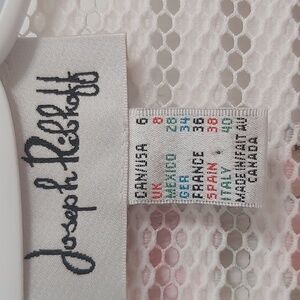 Joseph Ribkoff
CAN/USA 6
UK 8
MEXICO 28
GER 34
FRANCE 36
SPAIN 38
ITALY 40
MADE IN/FAIT AU
CANADA